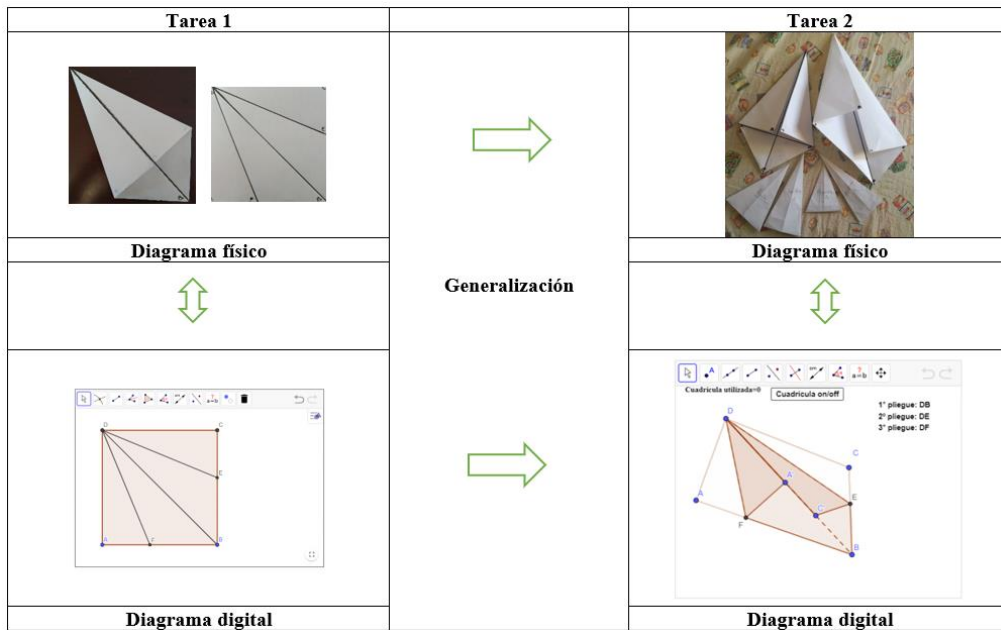 Tarea 1
Tarea 2
Diagrama físico
Generalización
Diagrama físico
D
C
E
A
B
Cuadrícula utilizada=0
Cuadrícula on/off
1° pliegue: DB
2° pliegue: DE
3° pliegue: DF
D
C
A
A
E
C
F
B
Diagrama digital
Diagrama digital